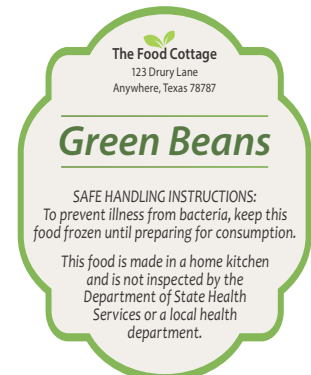 The Food Cottage
123 Drury Lane
Anywhere, Texas 78787
Green Beans
SAFE HANDLING INSTRUCTIONS:
To prevent illness from bacteria, keep this
food frozen until preparing for consumption.
This food is made in a home kitchen
and is not inspected by the
Department of State Health
Services or a local health
department.